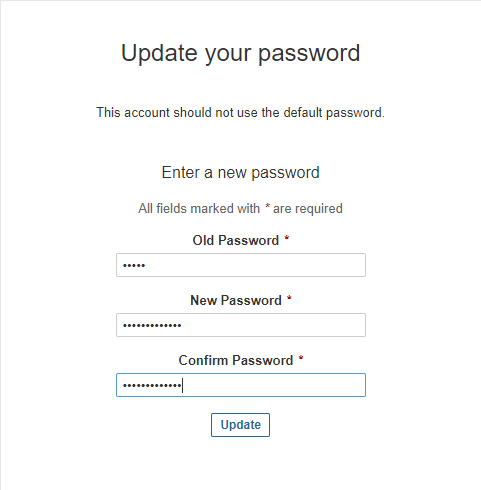 Update your password
This account should not use the default password.
Enter a new password
All fields marked with * are required
Old Password *
•••••
New Password *
•••••••••••••
Confirm Password *
•••••••••••••
Update